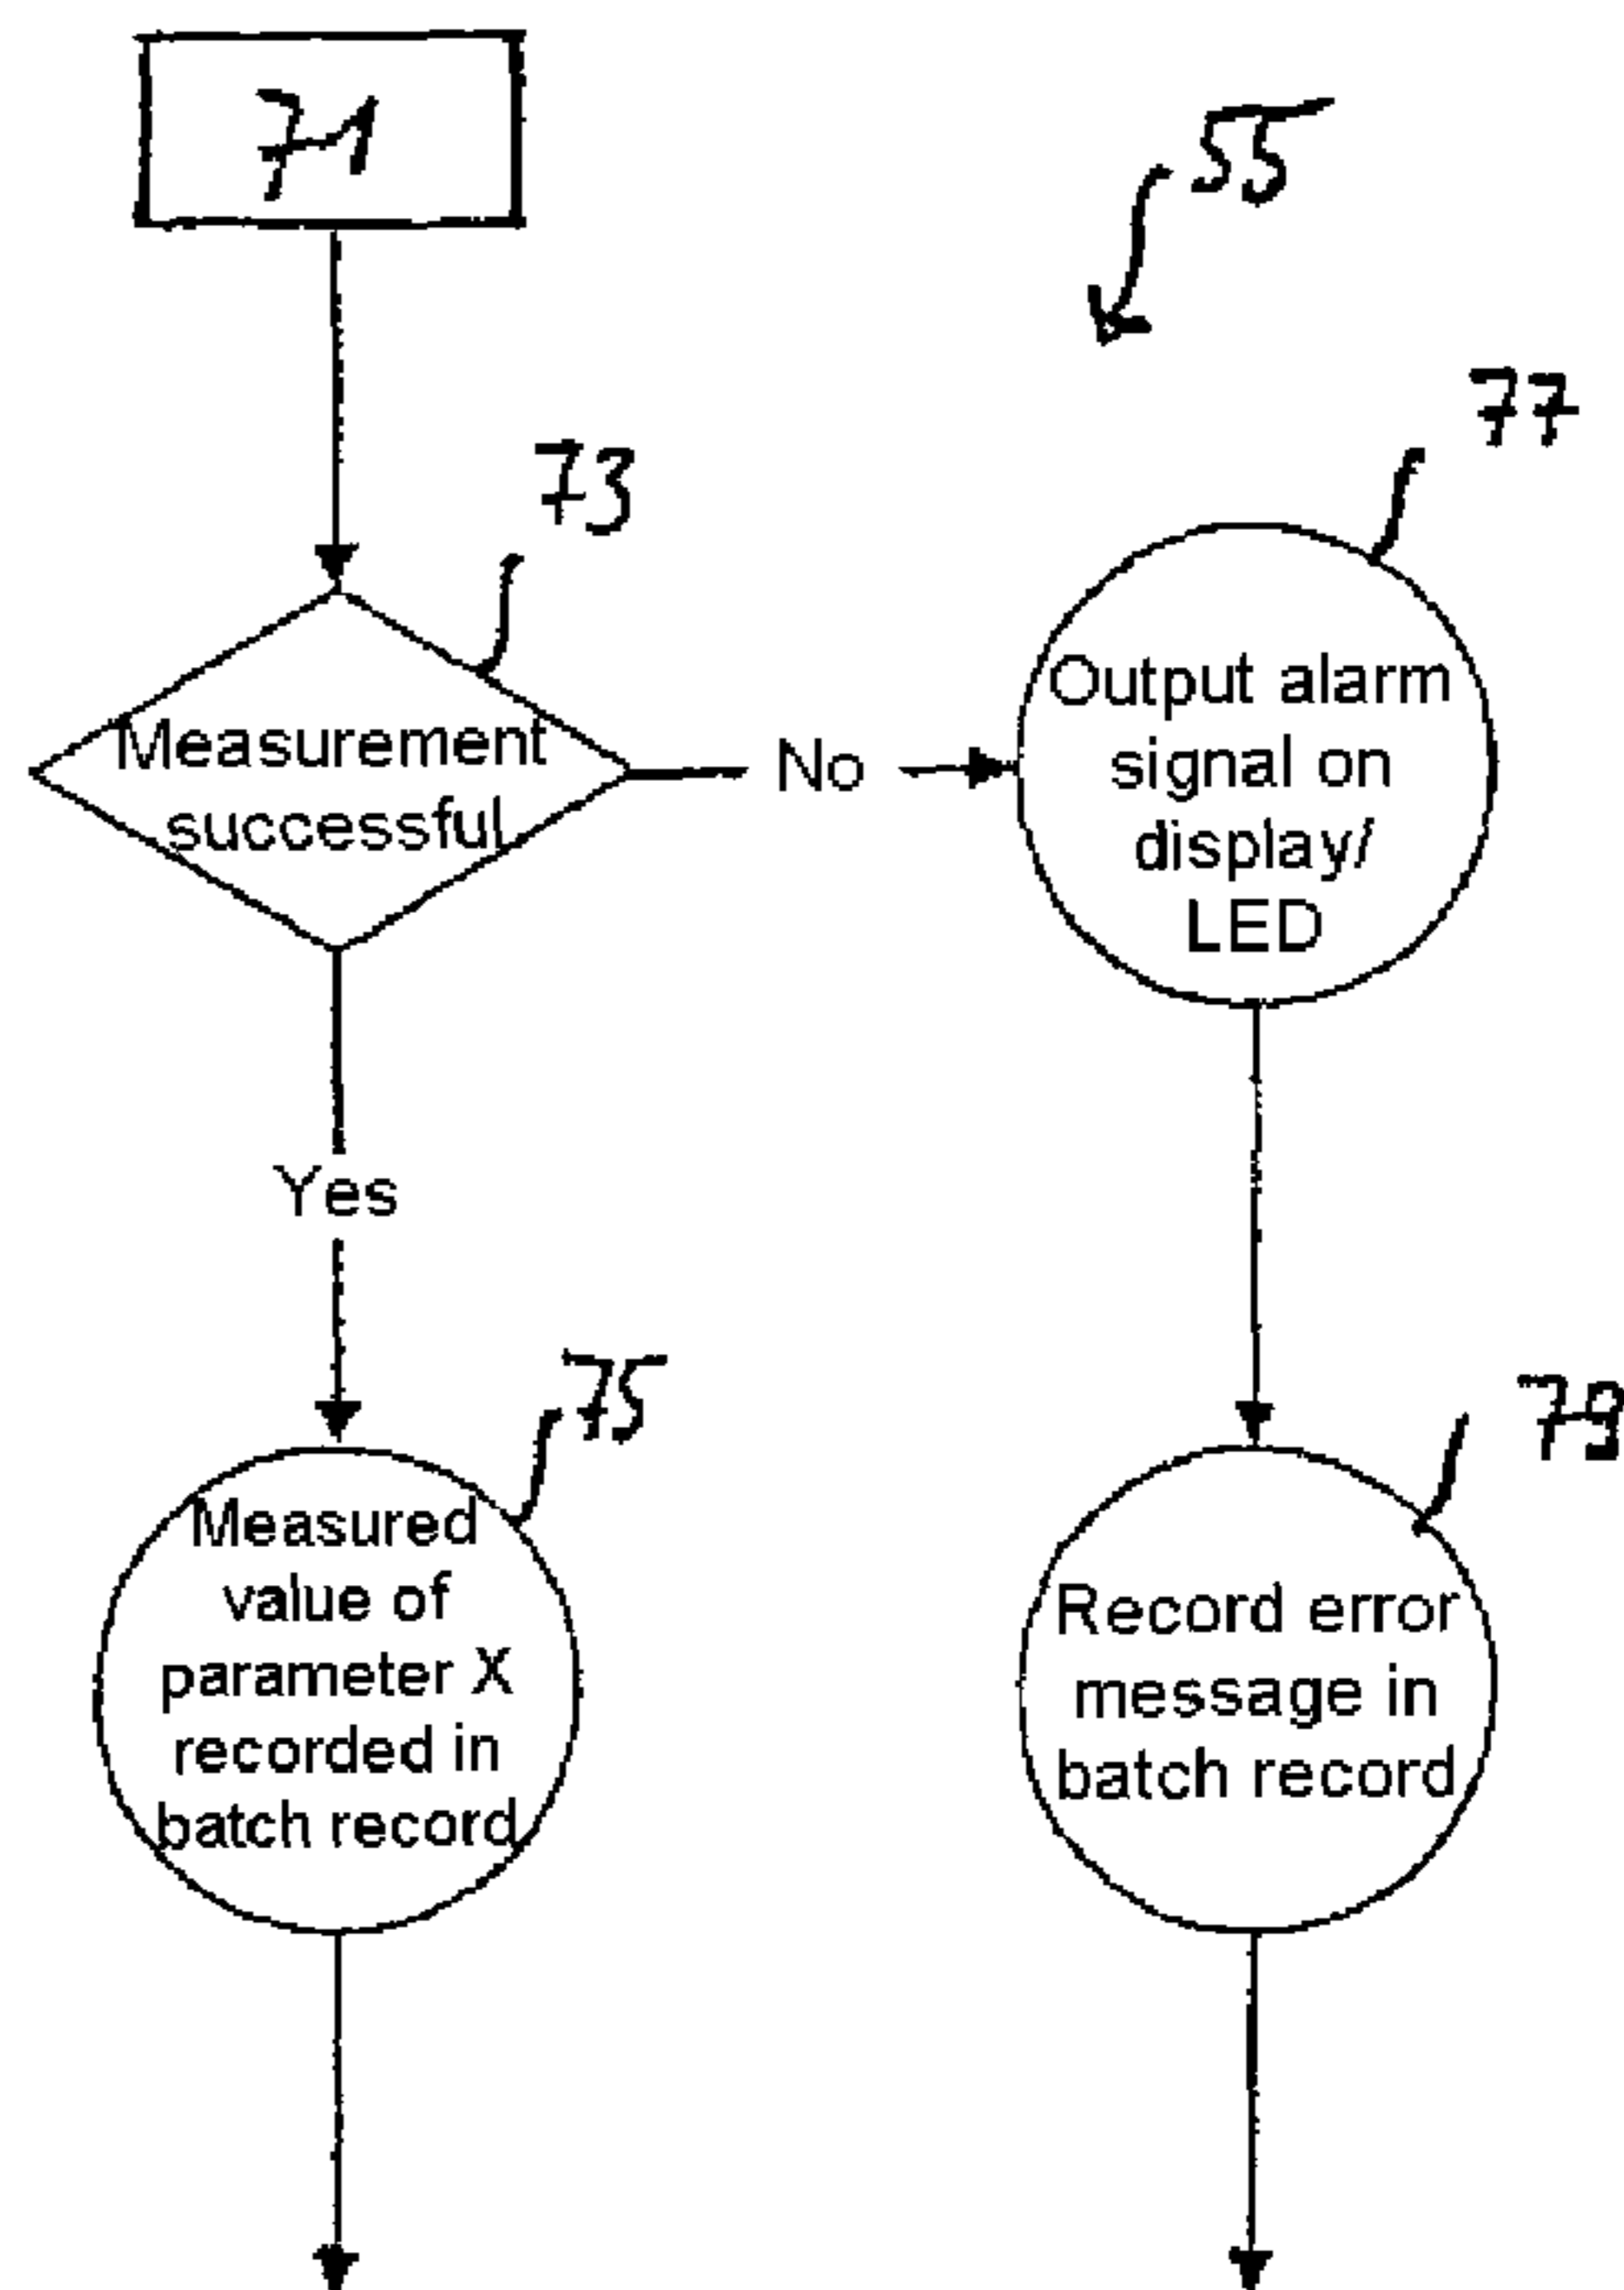 71
55
77
73
Measurement
successful
No
Output alarm
signal on
display/
LED
Yes
75
79
Measured
value of
parameter X
recorded in
batch record
Record error
message in
batch record